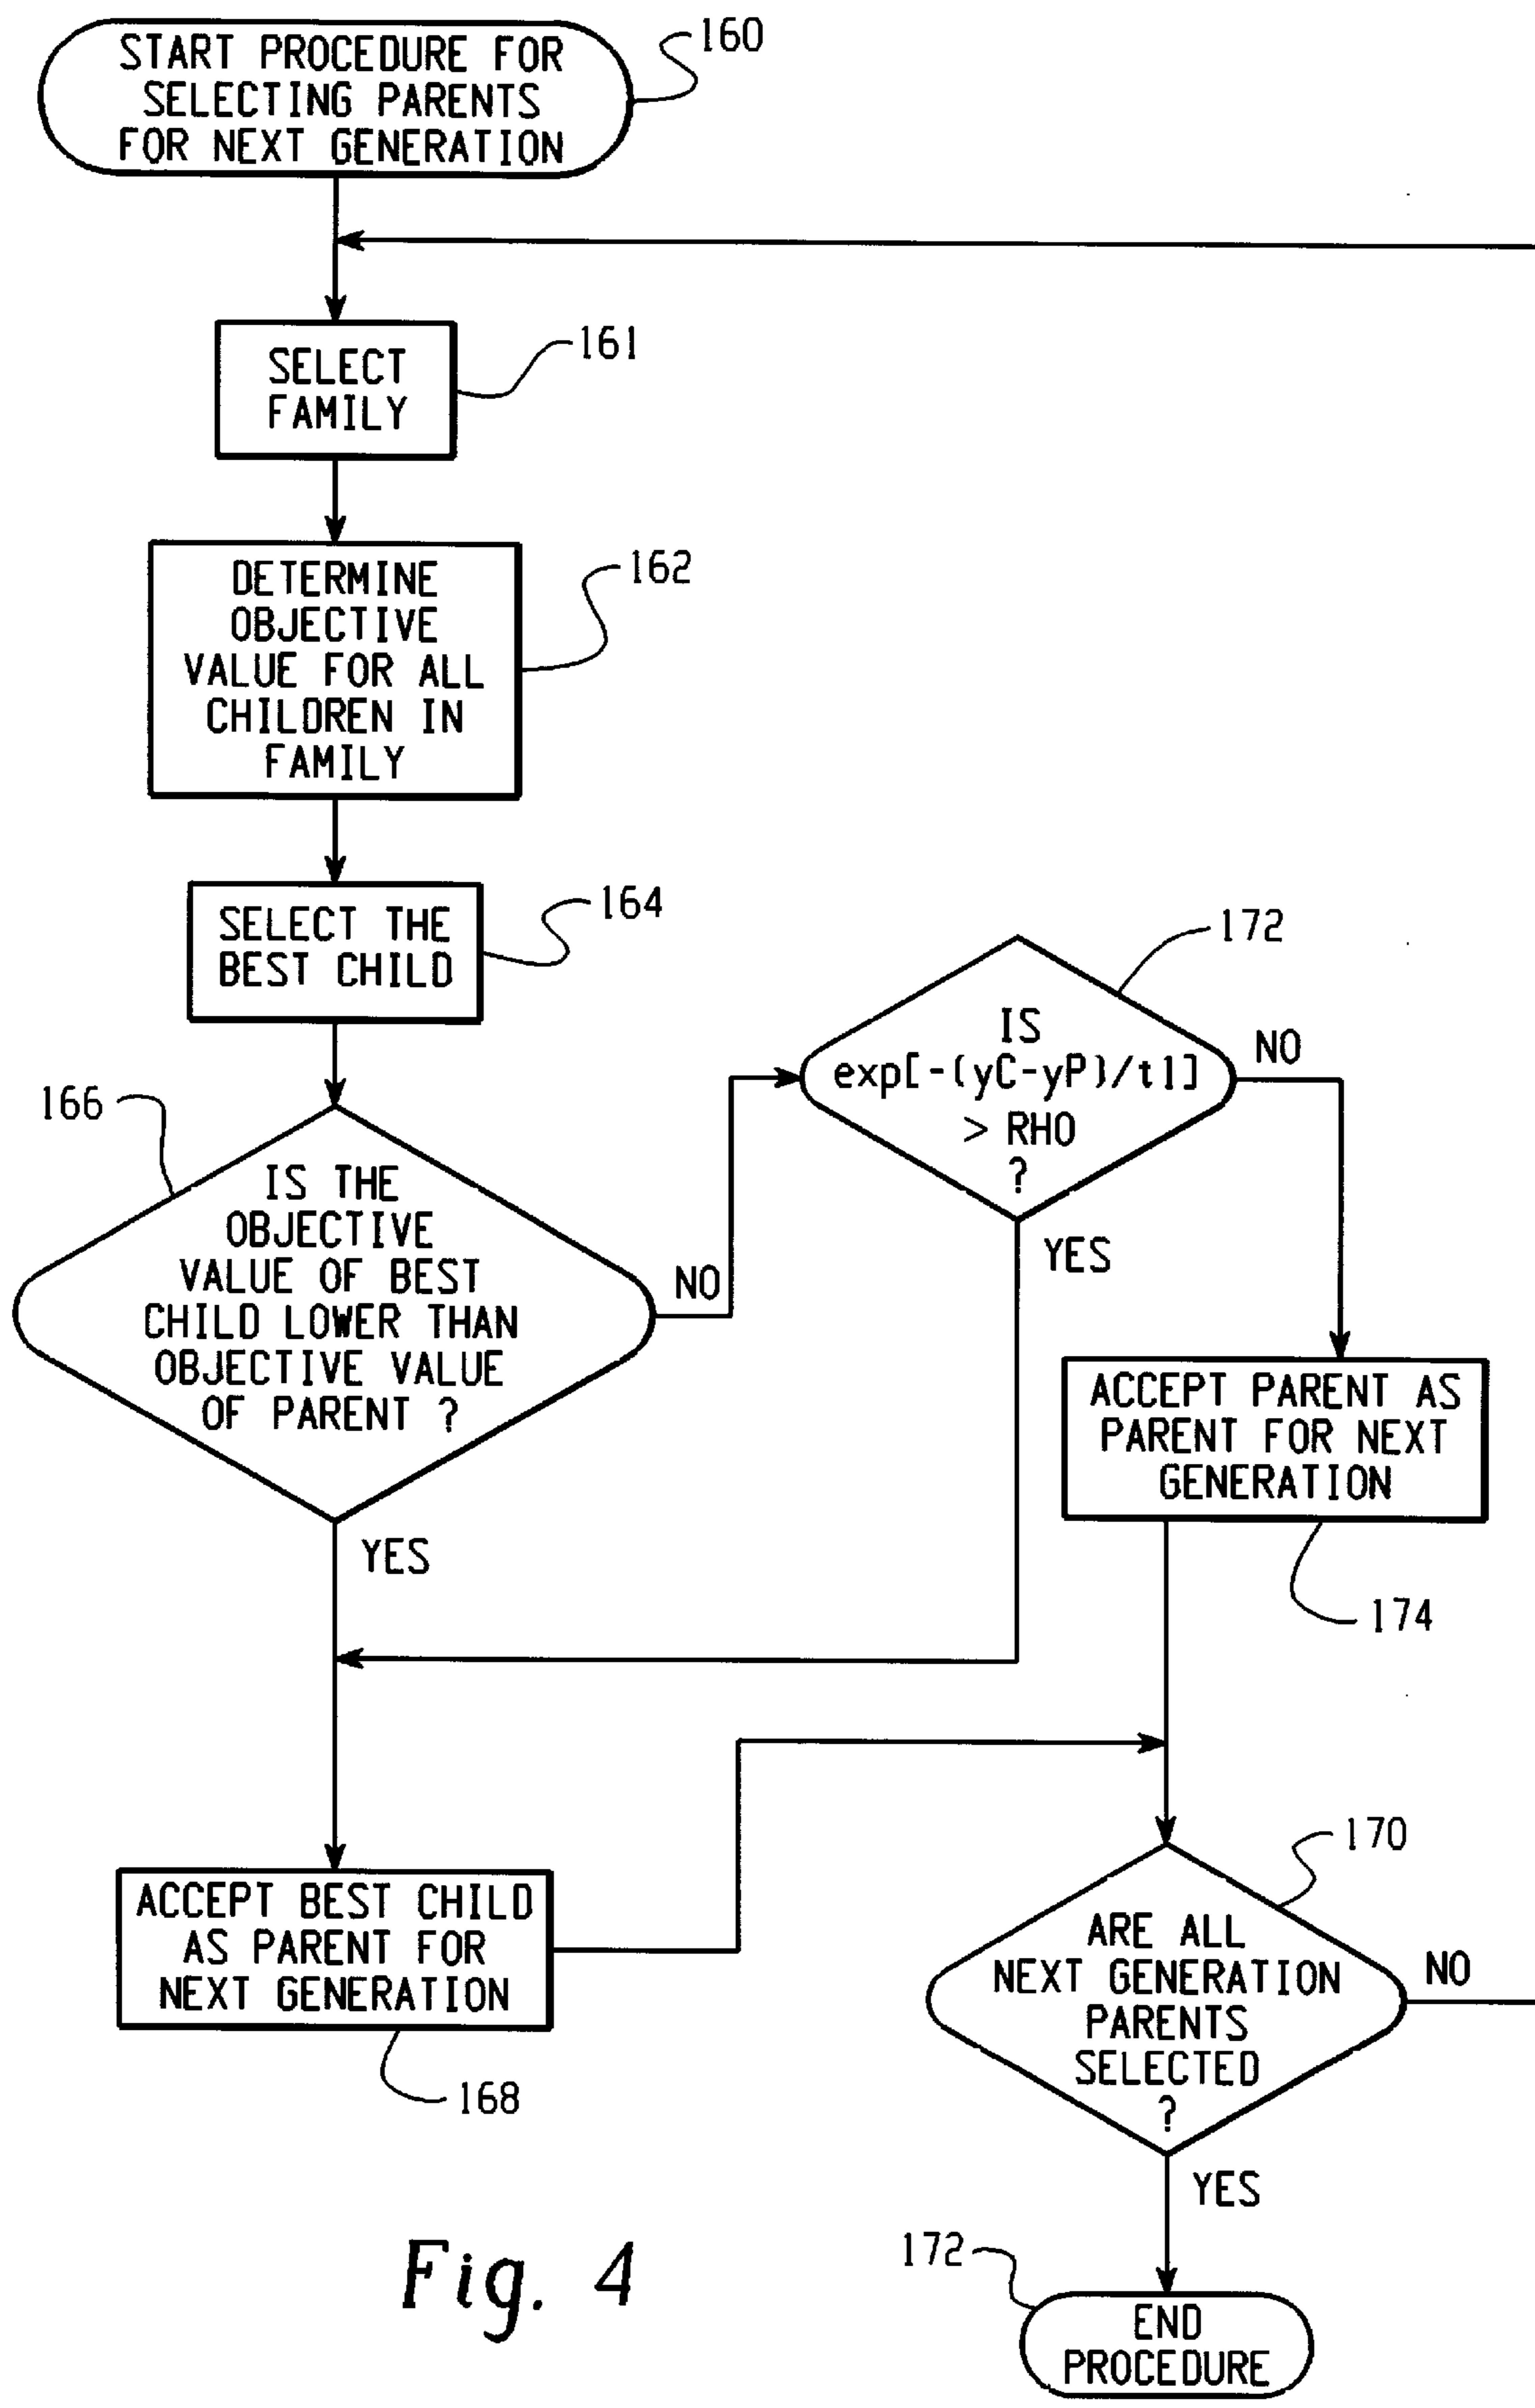 START PROCEDURE FOR
SELECTING PARENTS
FOR NEXT GENERATION
160
SELECT
FAMILY
161
DETERMINE
OBJECTIVE
VALUE FOR ALL
CHILDREN IN
FAMILY
162
SELECT THE
BEST CHILD
164
172
IS
exp[-(yC-yP)/t1]
> RHO
?
NO
YES
166
IS THE
OBJECTIVE
VALUE OF BEST
CHILD LOWER THAN
OBJECTIVE VALUE
OF PARENT ?
NO
YES
ACCEPT PARENT AS
PARENT FOR NEXT
GENERATION
174
ACCEPT BEST CHILD
AS PARENT FOR
NEXT GENERATION
168
170
ARE ALL
NEXT GENERATION
PARENTS
SELECTED
?
NO
YES
172
END
PROCEDURE
Fig. 4